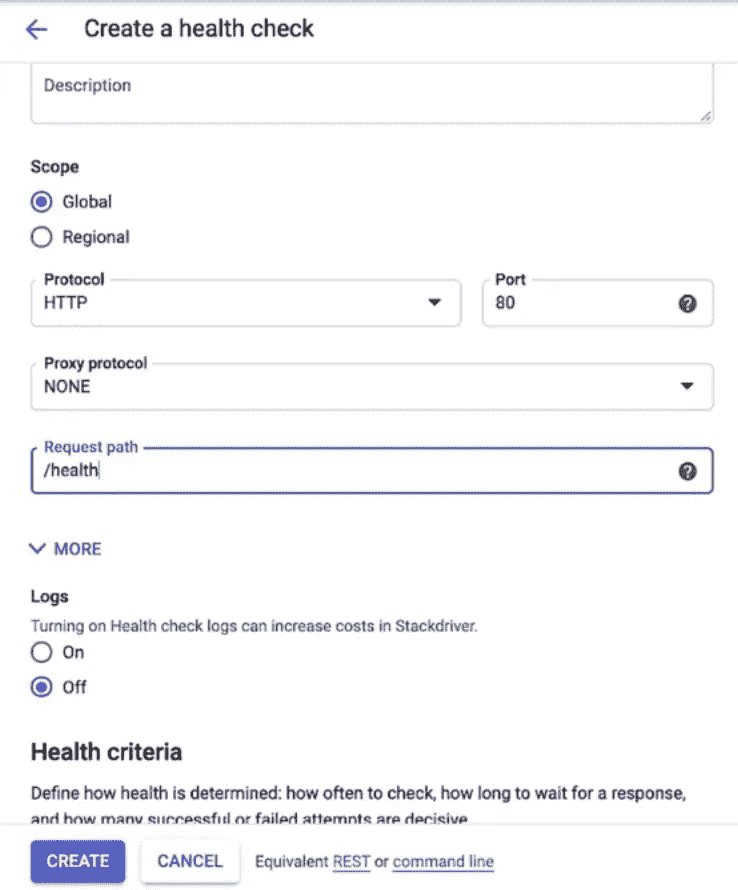 Create a health check
Description
Scope
Global
Regional
Protocol
HTTP
Port
80
Proxy protocol
NONE
Request path
/health
MORE
Logs
Turning on Health check logs can increase costs in Stackdriver.
On
Off
Health criteria
Define how health is determined: how often to check, how long to wait for a response,
and how many successful or failed attempts are decisive
CREATE
CANCEL
Equivalent REST or command line